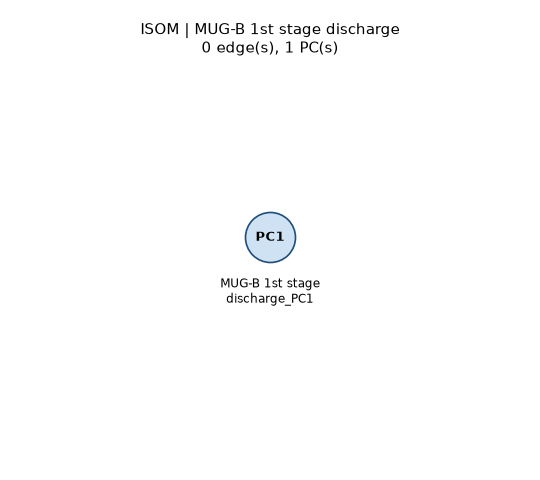 ISOM | MUG-B 1st stage discharge
0 edge(s), 1 PC(s)
PC1
MUG-B 1st stage
discharge_PC1